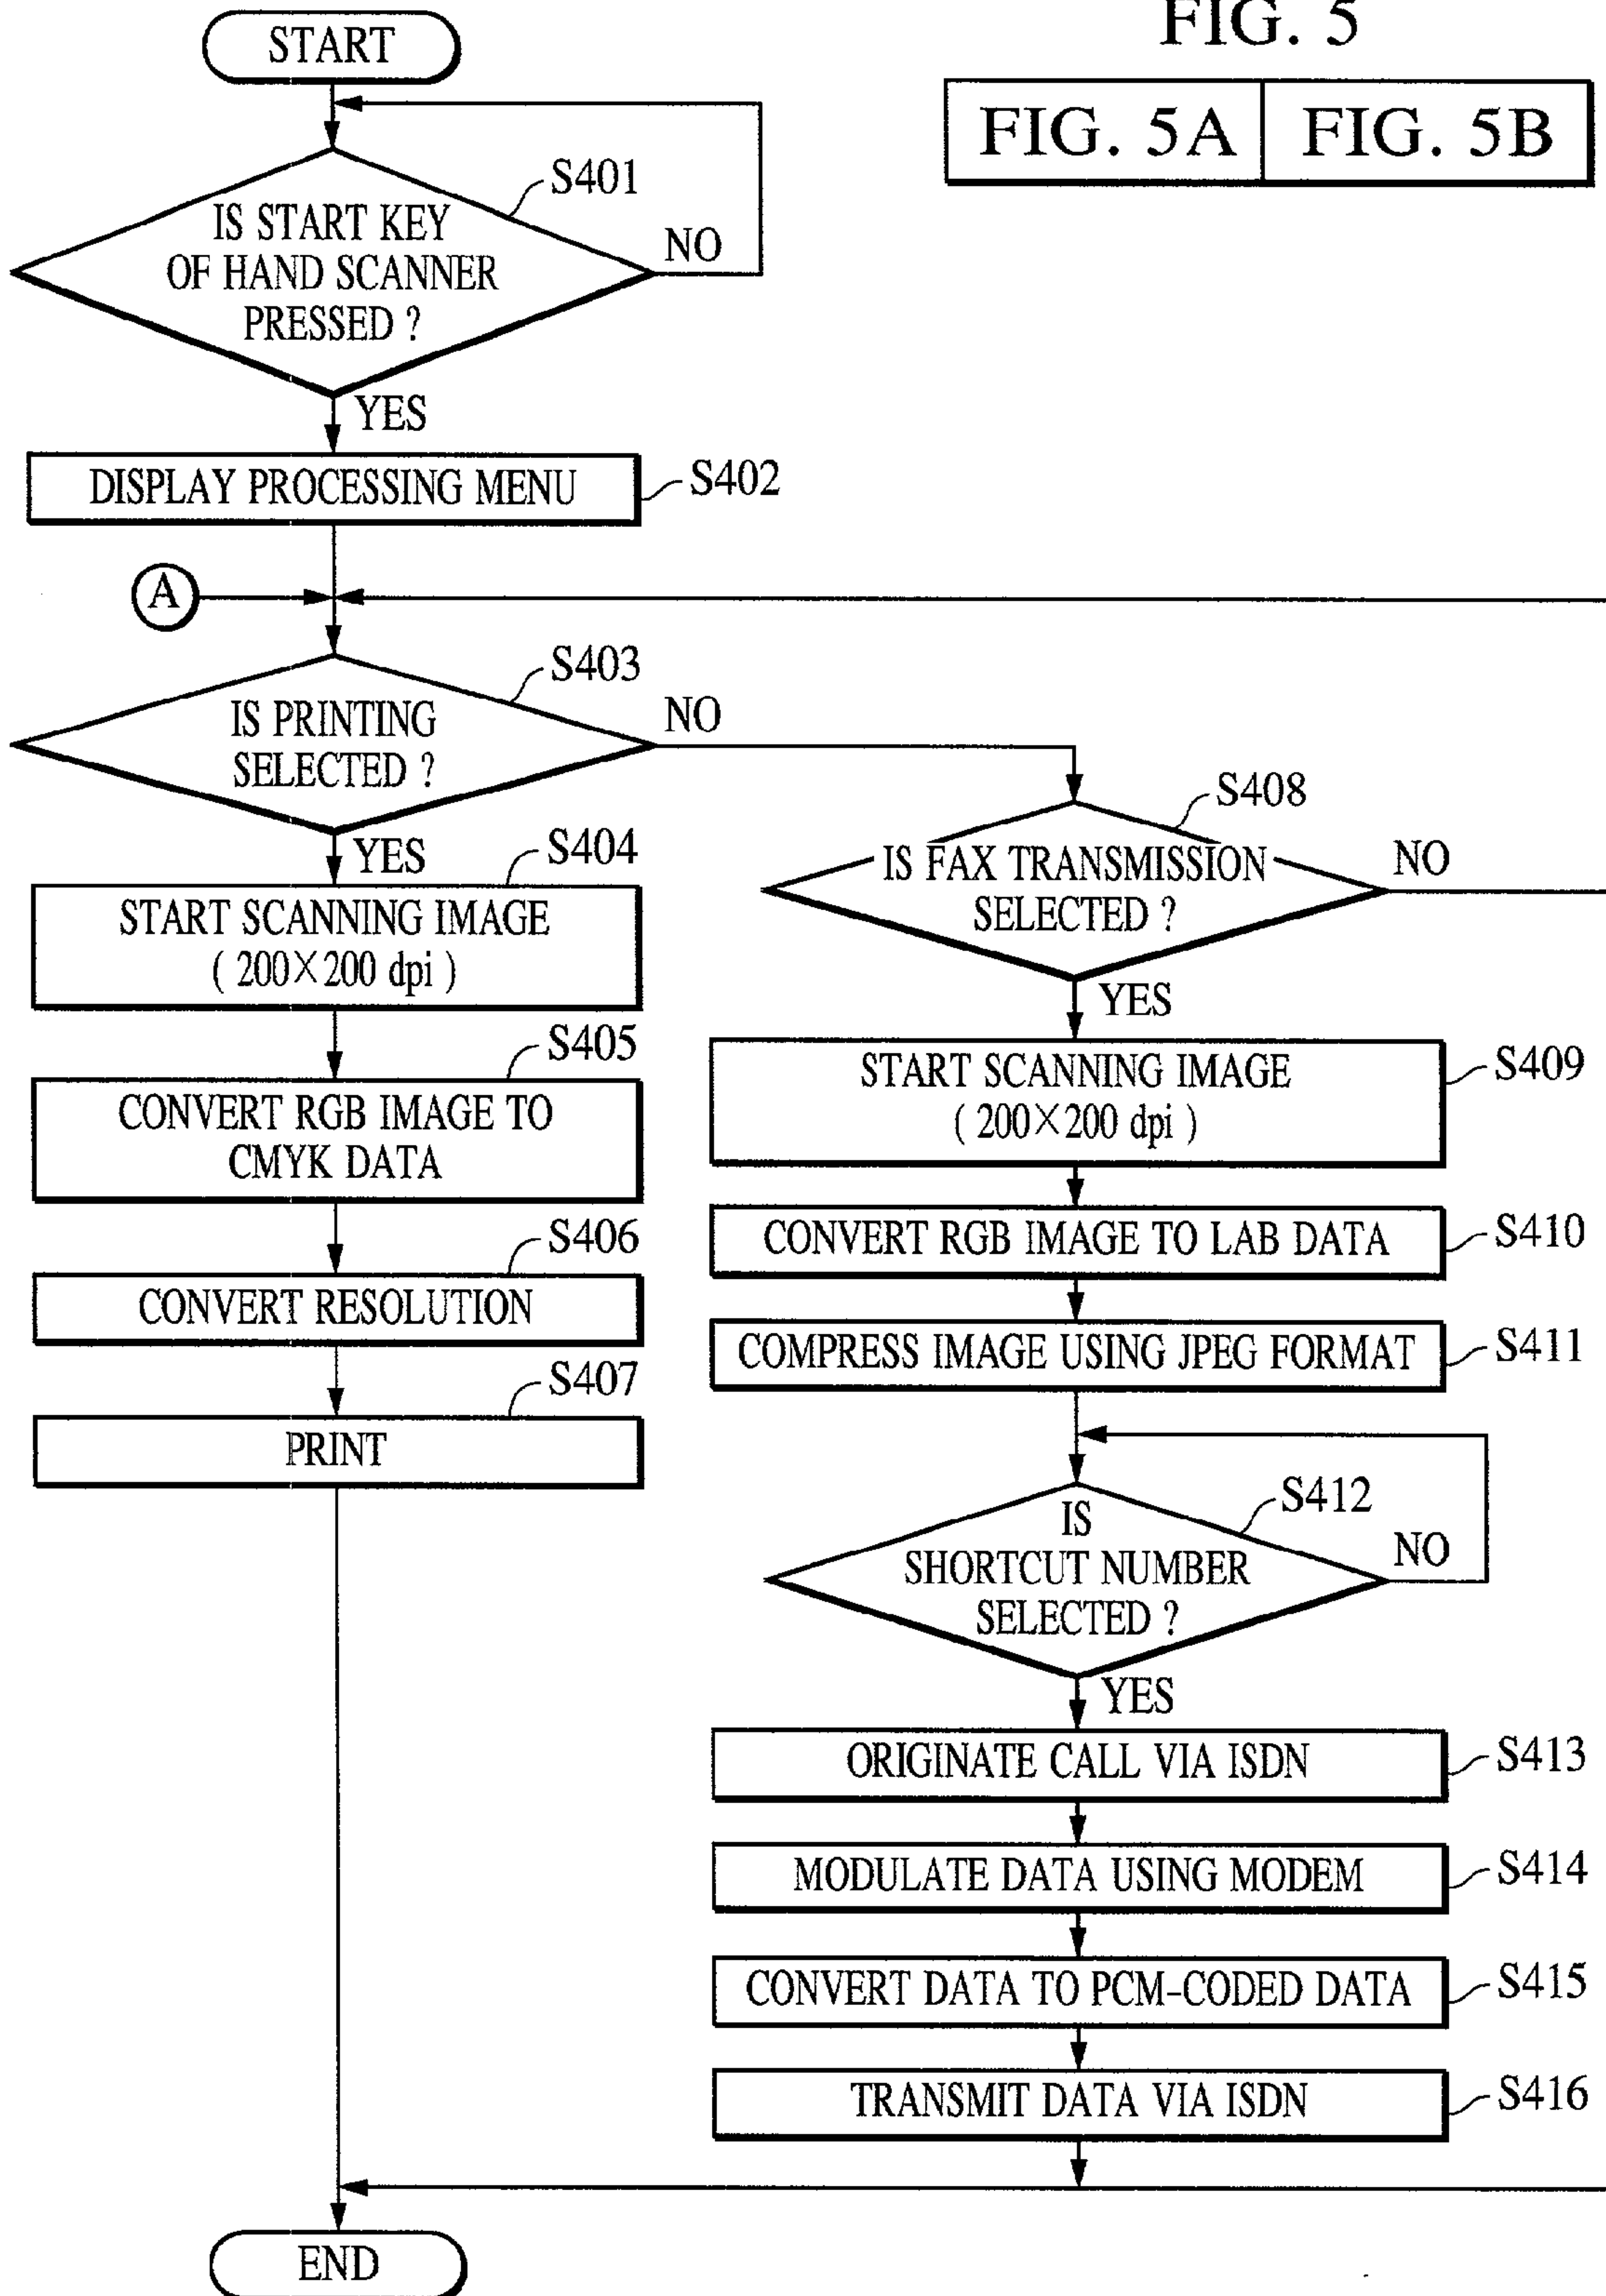 FIG. 5
FIG. 5A
FIG. 5B
START
S401
IS START KEY
OF HAND SCANNER
PRESSED ?
NO
YES
DISPLAY PROCESSING MENU
S402
A
S403
IS PRINTING
SELECTED ?
NO
YES
S404
START SCANNING IMAGE
( 200×200 dpi )
S405
CONVERT RGB IMAGE TO
CMYK DATA
S406
CONVERT RESOLUTION
S407
PRINT
S408
IS FAX TRANSMISSION
SELECTED ?
NO
YES
START SCANNING IMAGE
( 200×200 dpi )
S409
CONVERT RGB IMAGE TO LAB DATA
S410
COMPRESS IMAGE USING JPEG FORMAT
S411
S412
IS
SHORTCUT NUMBER
SELECTED ?
NO
YES
ORIGINATE CALL VIA ISDN
S413
MODULATE DATA USING MODEM
S414
CONVERT DATA TO PCM-CODED DATA
S415
TRANSMIT DATA VIA ISDN
S416
END